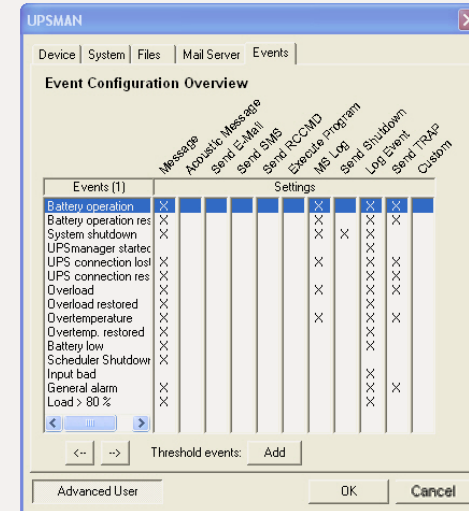 UPSMAN
Device System Files Mail Server Events
Event Configuration Overview
Message Acoustic Message Send E-Mail Send SMS Send RCCMD Execute Program MS Log Send Shutdown Log Event Send TRAP Custom
Events (1) Settings
Battery operation X X X X
Battery operation res X X X X
System shutdown X X X X
UPSmanager started X
UPS connection lost X X X X
UPS connection res X X X
Overload X X X X
Overload restored X X
Overtemperature X X X X
Overtemp. restored X X
Battery low X X
Scheduler Shutdown X
Input bad X
General alarm X X X
Load > 80 % X X
<-- --> Threshold events: Add
Advanced User OK Cancel